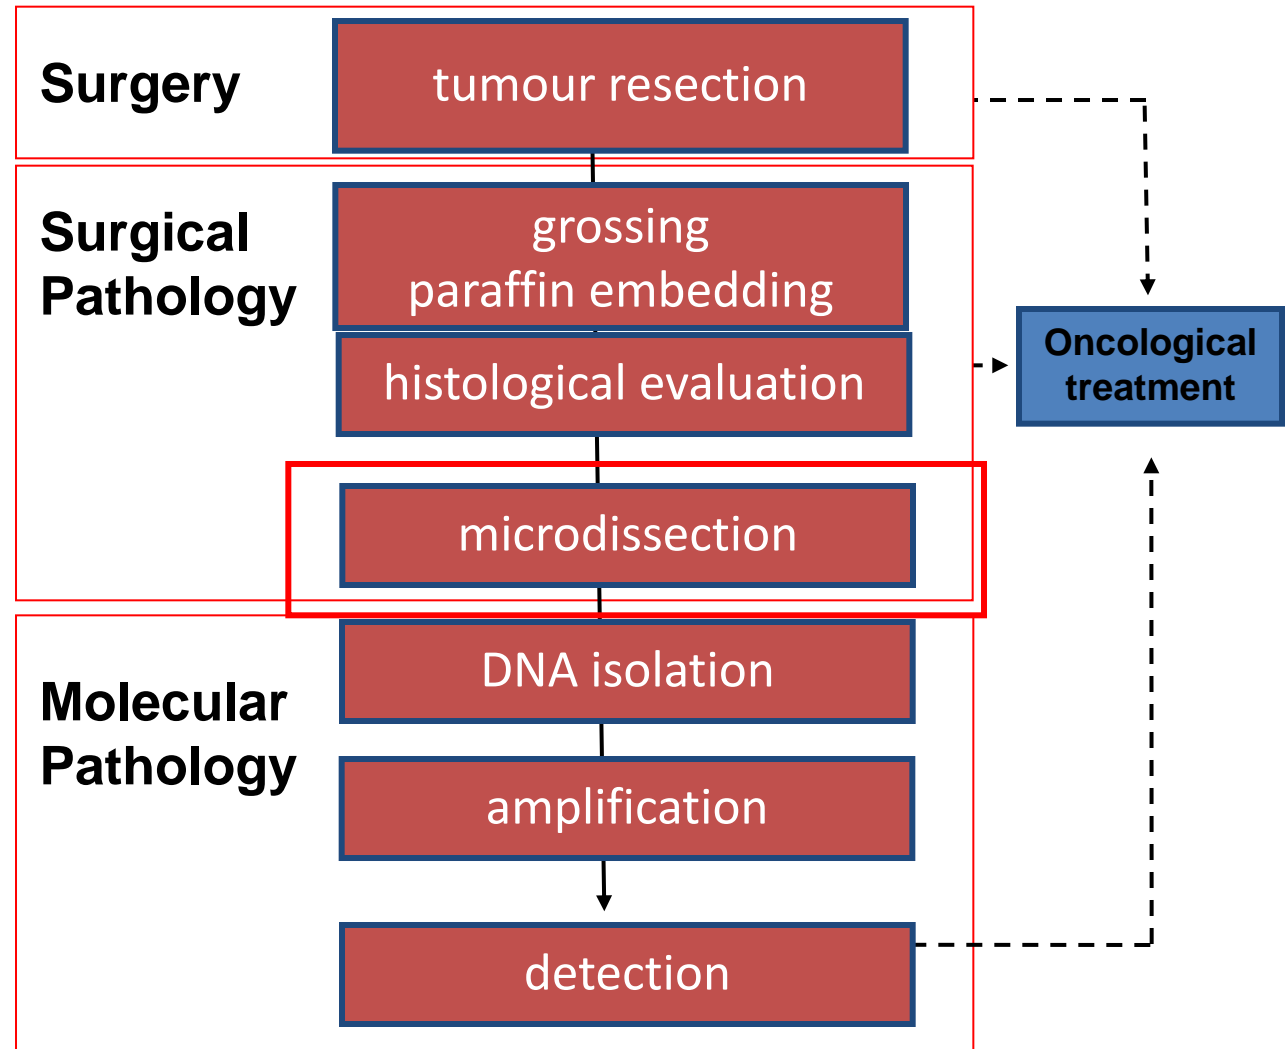 Surgery
tumour resection
Surgical
Pathology
grossing
paraffin embedding
histological evaluation
Oncological
treatment
microdissection
Molecular
Pathology
DNA isolation
amplification
detection